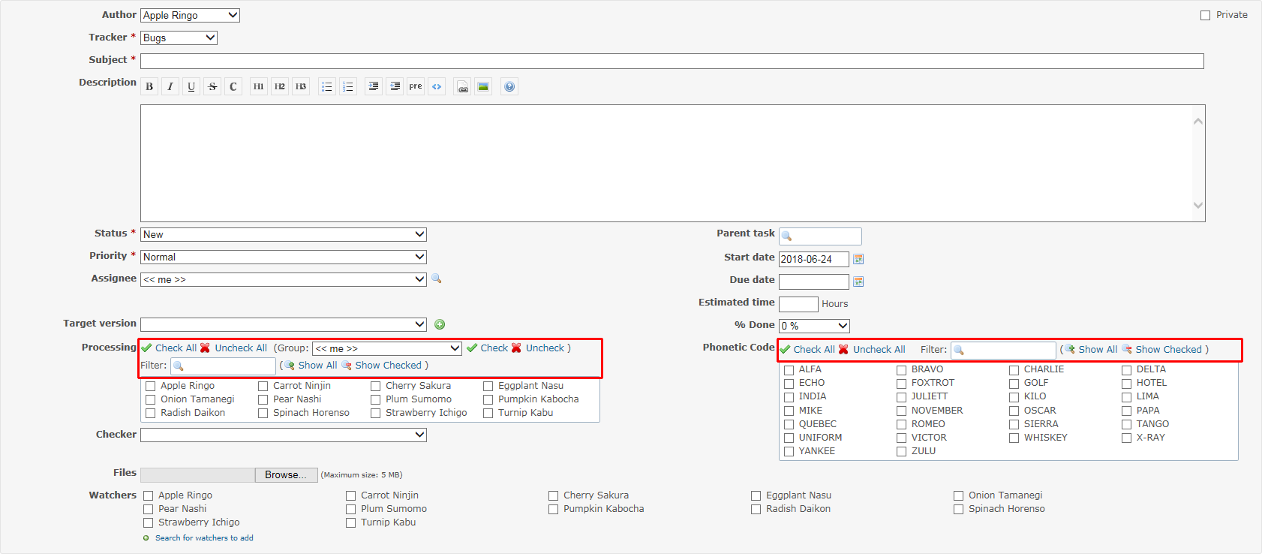 Author Apple Ringo Private
Tracker * Bugs
Subject *
Description B I U S C H1 H2 H3 pre <>
Status * New Parent task
Priority * Normal Start date 2018-06-24
Assignee << me >> Due date
Estimated time Hours
Target version % Done 0 %
Processing Check All Uncheck All (Group: << me >> Check Uncheck ) Phonetic Code Check All Uncheck All Filter: ( Show All Show Checked )
Filter: ( Show All Show Checked )
Apple Ringo Carrot Ninjin Cherry Sakura Eggplant Nasu
Onion Tamanegi Pear Nashi Plum Sumomo Pumpkin Kabocha
Radish Daikon Spinach Horenso Strawberry Ichigo Turnip Kabu
ALFA BRAVO CHARLIE DELTA
ECHO FOXTROT GOLF HOTEL
INDIA JULIETT KILO LIMA
MIKE NOVEMBER OSCAR PAPA
QUEBEC ROMEO SIERRA TANGO
UNIFORM VICTOR WHISKEY X-RAY
YANKEE ZULU
Checker
Files Browse... (Maximum size: 5 MB)
Watchers Apple Ringo Carrot Ninjin Cherry Sakura Eggplant Nasu Onion Tamanegi
Pear Nashi Plum Sumomo Pumpkin Kabocha Radish Daikon Spinach Horenso
Strawberry Ichigo Turnip Kabu
Search for watchers to add